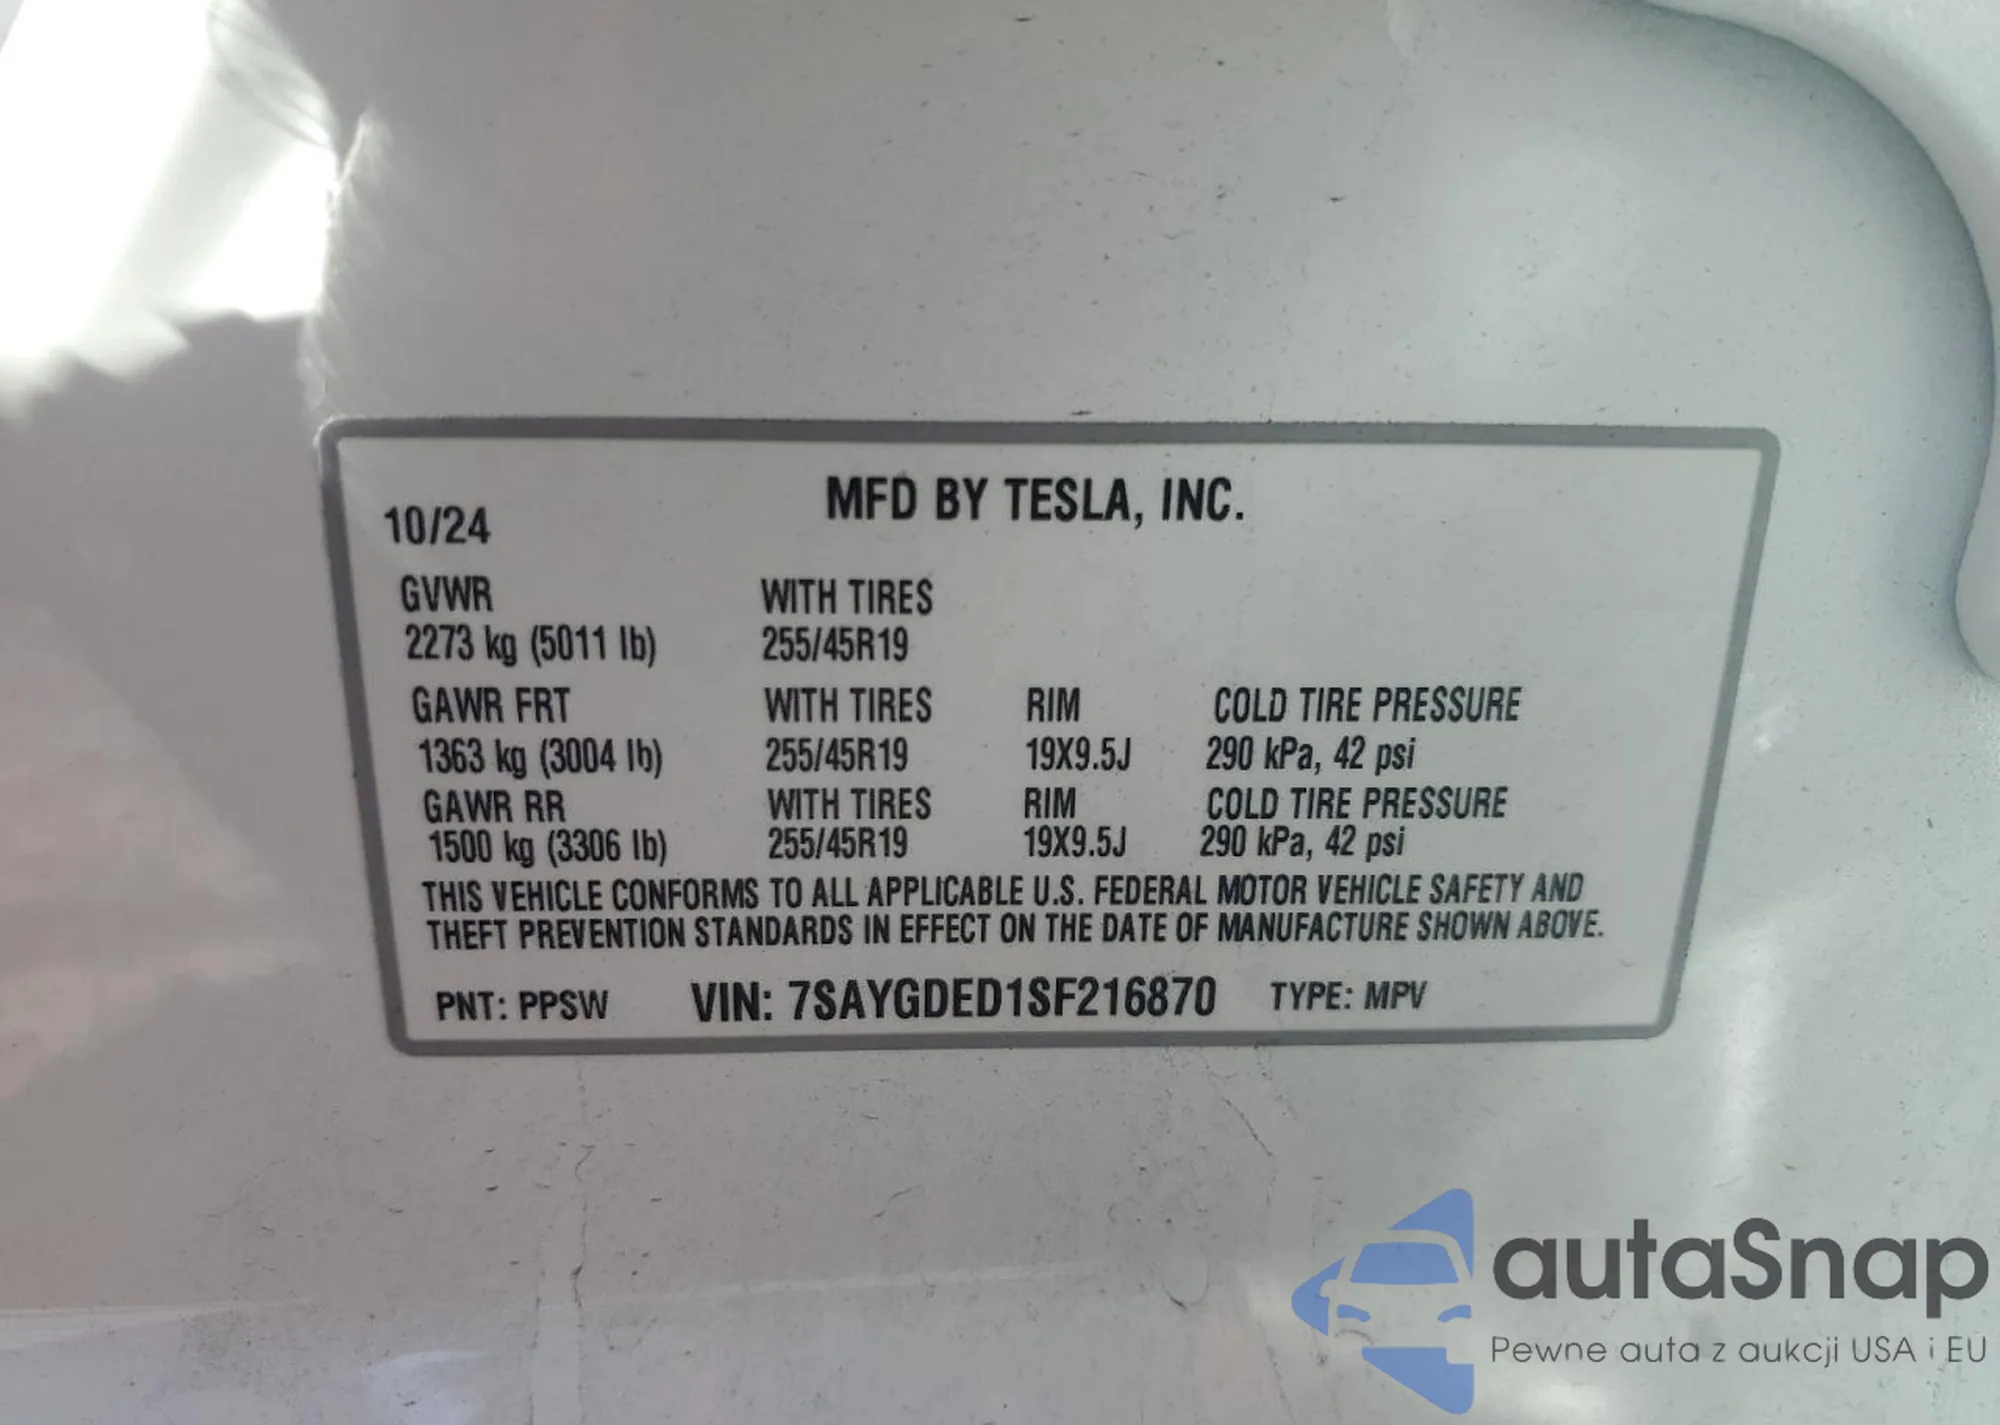 MFD BY TESLA, INC.
10/24
GVWR WITH TIRES
2273 kg (5011 lb) 255/45R19
GAWR FRT WITH TIRES RIM COLD TIRE PRESSURE
1363 kg (3004 lb) 255/45R19 19X9.5J 290 kPa, 42 psi
GAWR RR WITH TIRES RIM COLD TIRE PRESSURE
1500 kg (3306 lb) 255/45R19 19X9.5J 290 kPa, 42 psi
THIS VEHICLE CONFORMS TO ALL APPLICABLE U.S. FEDERAL MOTOR VEHICLE SAFETY AND
THEFT PREVENTION STANDARDS IN EFFECT ON THE DATE OF MANUFACTURE SHOWN ABOVE.
PNT: PPSW VIN: 7SAYGDED1SF216870 TYPE: MPV
autaSnap
Pewne auta z aukcji USA i EU